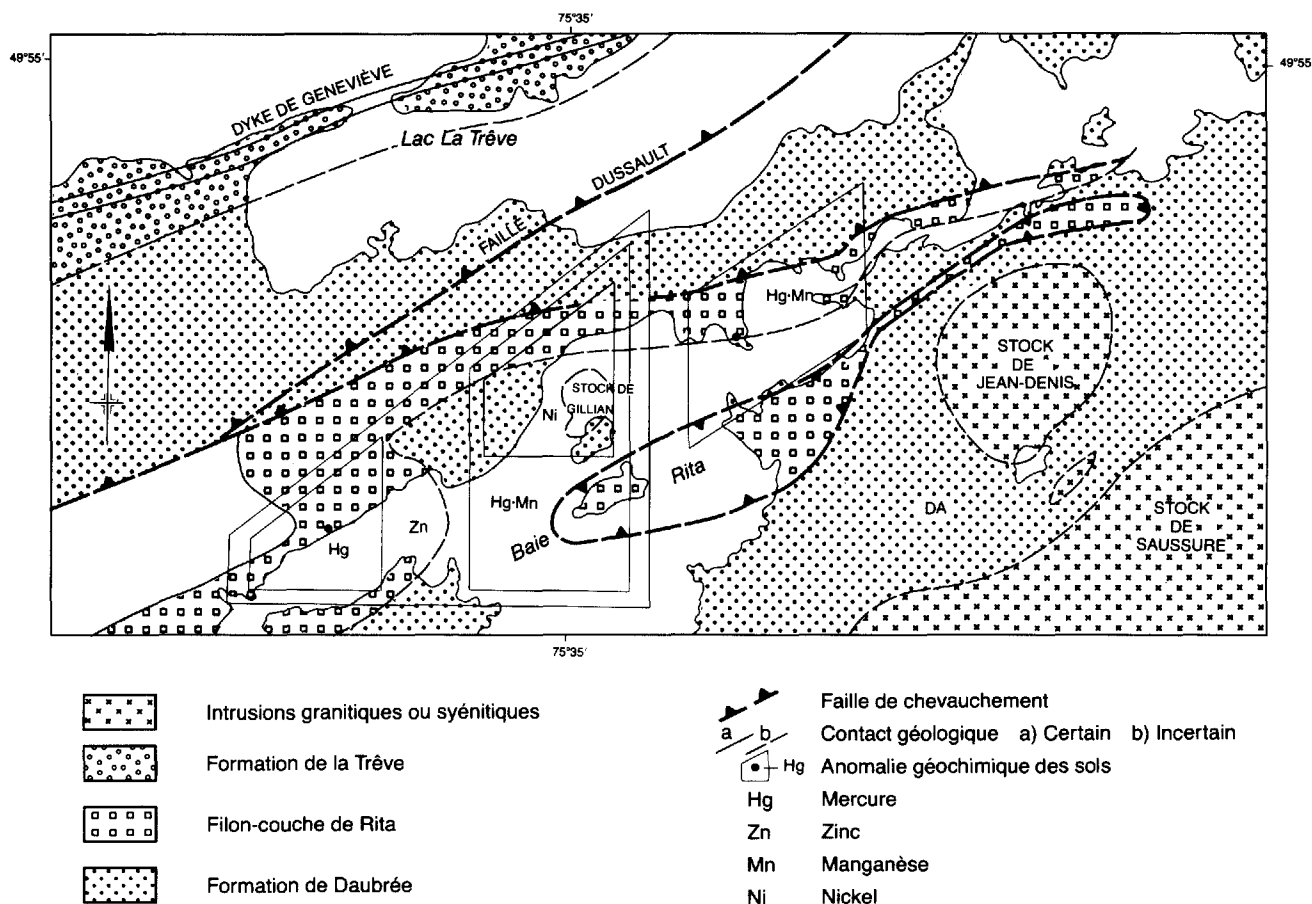 75°35'
49°55'
49°55
DYKE DE GENEVIÈVE
Lac La Trêve
FAILLE DUSSAULT
Hg·Mn
STOCK
DE
JEAN-DENIS
STOCK DE
GILLIAN
Ni
Rita
Hg·Mn
Zn
Hg
Baie
DA
STOCK
DE
SAUSSURE
75°35'
Intrusions granitiques ou syénitiques
Formation de la Trêve
Filon-couche de Rita
Formation de Daubrée
Faille de chevauchement
a b Contact géologique a) Certain b) Incertain
Hg Anomalie géochimique des sols
Hg Mercure
Zn Zinc
Mn Manganèse
Ni Nickel